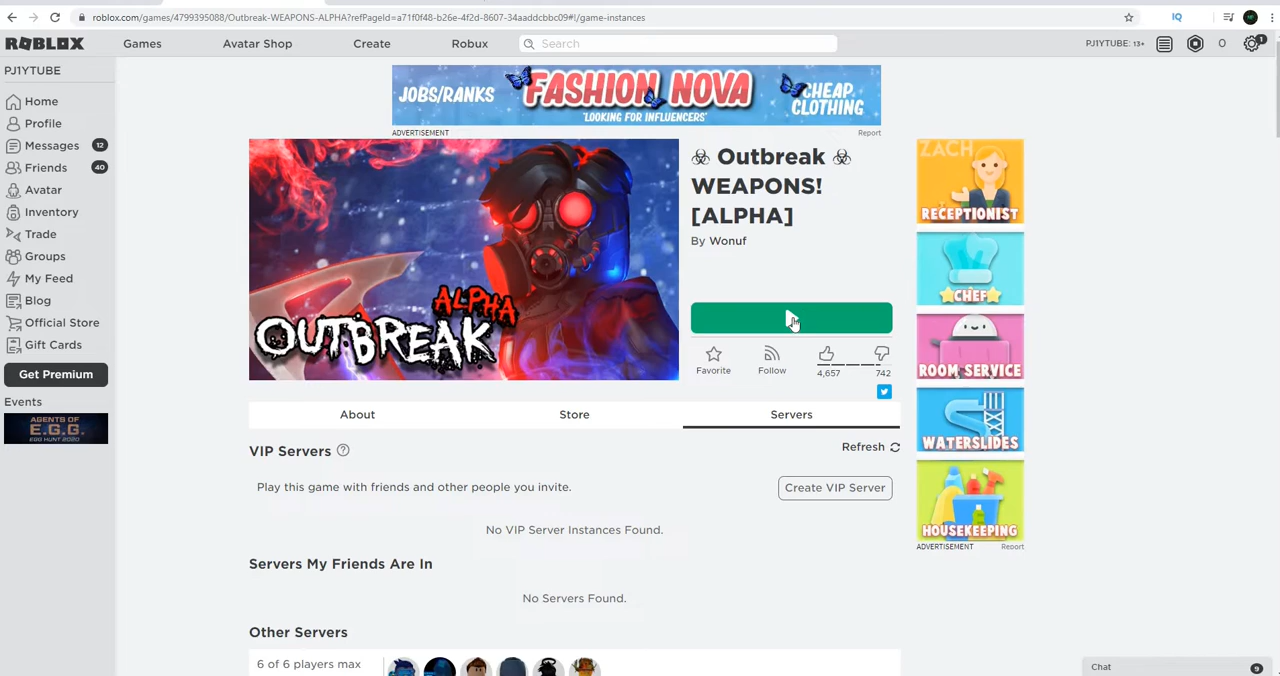 roblox.com/games/4799395088/Outbreak-WEAPONS-ALPHA?refPageId=a71f0f48-b26e-4f2d-8607-34aaddcbbc09#!/game-instances
IQ
ROBLOX
Games
Avatar Shop
Create
Robux
Search
PJ1YTUBE: 13+
0
1
PJ1YTUBE
Home
Profile
Messages 12
Friends 40
Avatar
Inventory
Trade
Groups
My Feed
Blog
Official Store
Gift Cards
Get Premium
Events
AGENTS OF
E.G.G.
EGG HUNT 2020
JOBS/RANKS
FASHION NOVA
"LOOKING FOR INFLUENCERS"
CHEAP
CLOTHING
ADVERTISEMENT
Report
ALPHA
OUTBREAK
☣ Outbreak ☣
WEAPONS!
[ALPHA]
By Wonuf
Favorite
Follow
4,657
742
About
Store
Servers
VIP Servers
Refresh
Play the game with friends and other people you invite.
Create VIP Server
No VIP Server Instances Found.
Servers My Friends Are In
No Servers Found.
Other Servers
6 of 6 players max
ZACH
RECEPTIONIST
CHEF
ROOM SERVICE
WATERSLIDES
HOUSEKEEPING
ADVERTISEMENT
Report
Chat
9